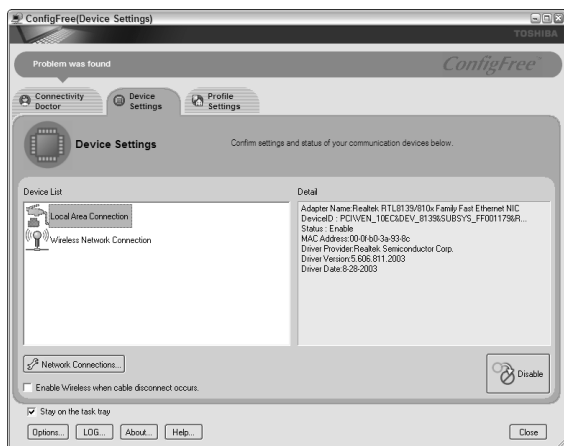 ConfigFree(Device Settings)
TOSHIBA
Problem was found
ConfigFree™
Connectivity
Doctor
Device
Settings
Profile
Settings
Device Settings
Confirm settings and status of your communication devices below.
Device List
Local Area Connection
Wireless Network Connection
Detail
Adapter Name:Realtek RTL8139/810x Family Fast Ethernet NIC
DeviceID : PCI\VEN_10EC&DEV_8139&SUBSYS_FF001179&R...
Status : Enable
MAC Address:00-0f-b0-3a-93-8c
Driver Provider:Realtek Semiconductor Corp.
Driver Version:5.606.811.2003
Driver Date:8-28-2003
Network Connections...
Disable
Enable Wireless when cable disconnect occurs.
Stay on the task tray
Options...
LOG...
About...
Help...
Close